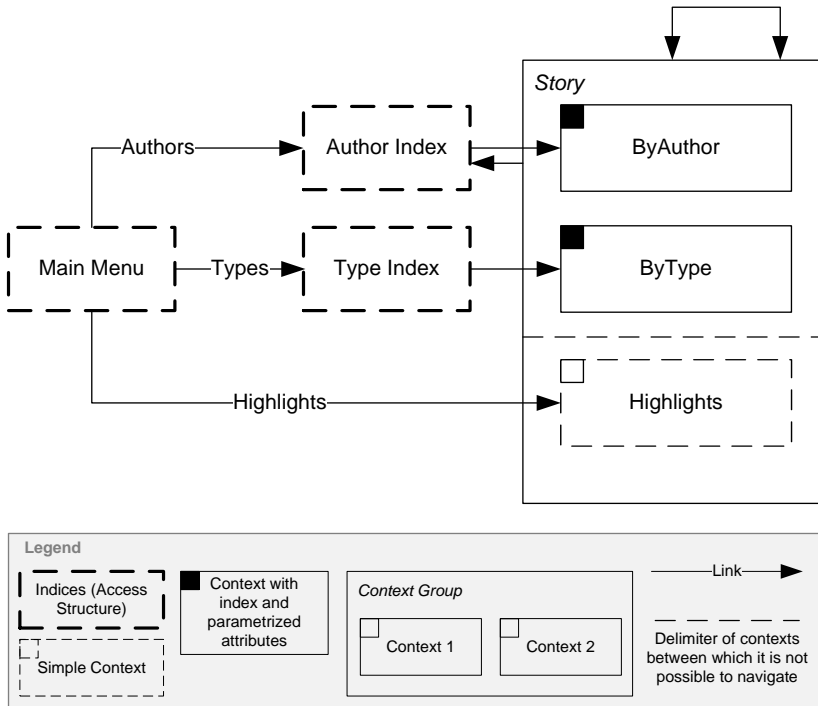 Story
Authors
Author Index
ByAuthor
Main Menu
Types
Type Index
ByType
Highlights
Highlights
Legend
Indices (Access
Structure)
Simple Context
Context with
index and
parametrized
attributes
Context Group
Context 1
Context 2
Link
Delimiter of contexts
between which it is not
possible to navigate